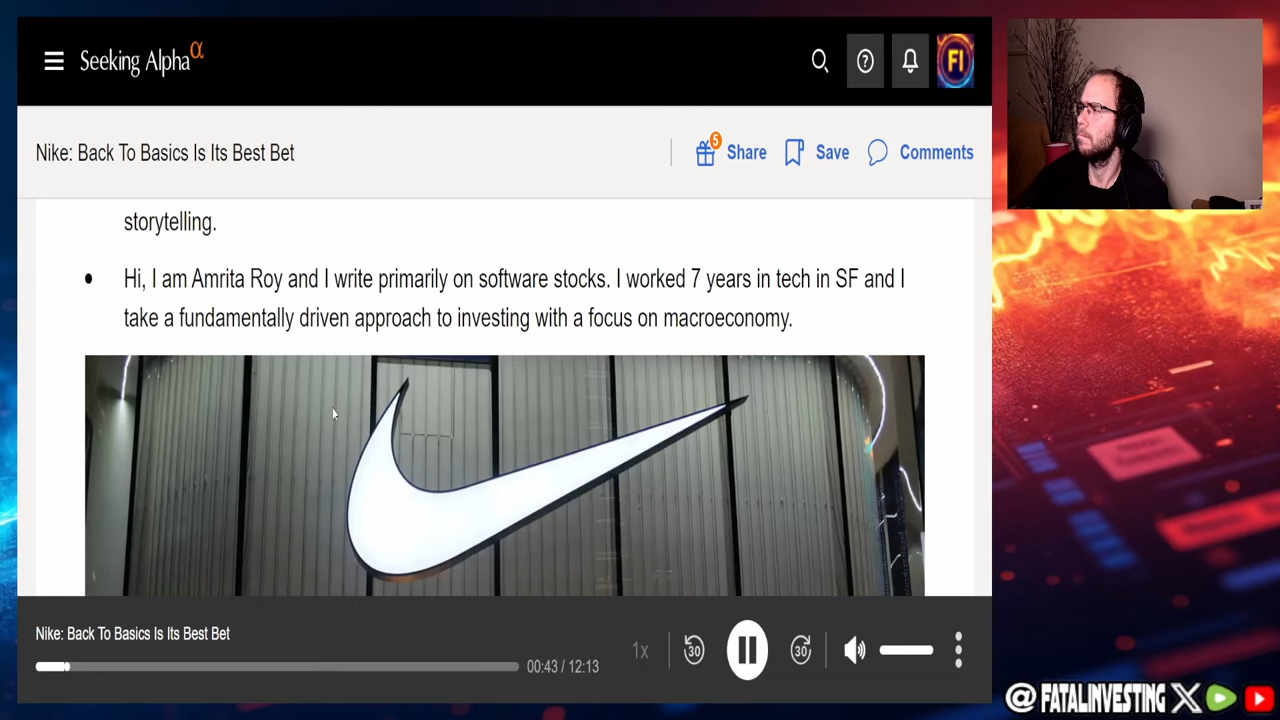 Seeking Alpha α
FI
Nike: Back To Basics Is Its Best Bet
5
Share
Save
Comments
storytelling.
• Hi, I am Amrita Roy and I write primarily on software stocks. I worked 7 years in tech in SF and I
take a fundamentally driven approach to investing with a focus on macroeconomy.
Nike: Back To Basics Is Its Best Bet
00:43 / 12:13
1x
30
30
@FATALINVESTING